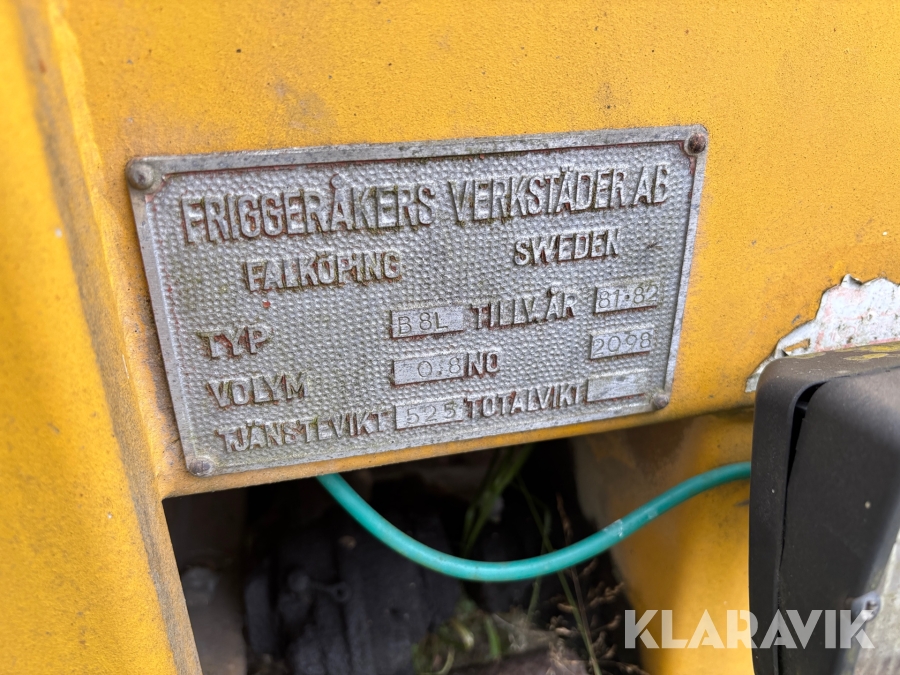 FRIGGERÅKERS VERKSTÄDER AB
FALKÖPING SWEDEN
TYP B8L TILLV.ÅR 81-82
VOLYM 0.8 NO 2098
TJÄNSTEVIKT 525 TOTALVIKT
KLARAVIK